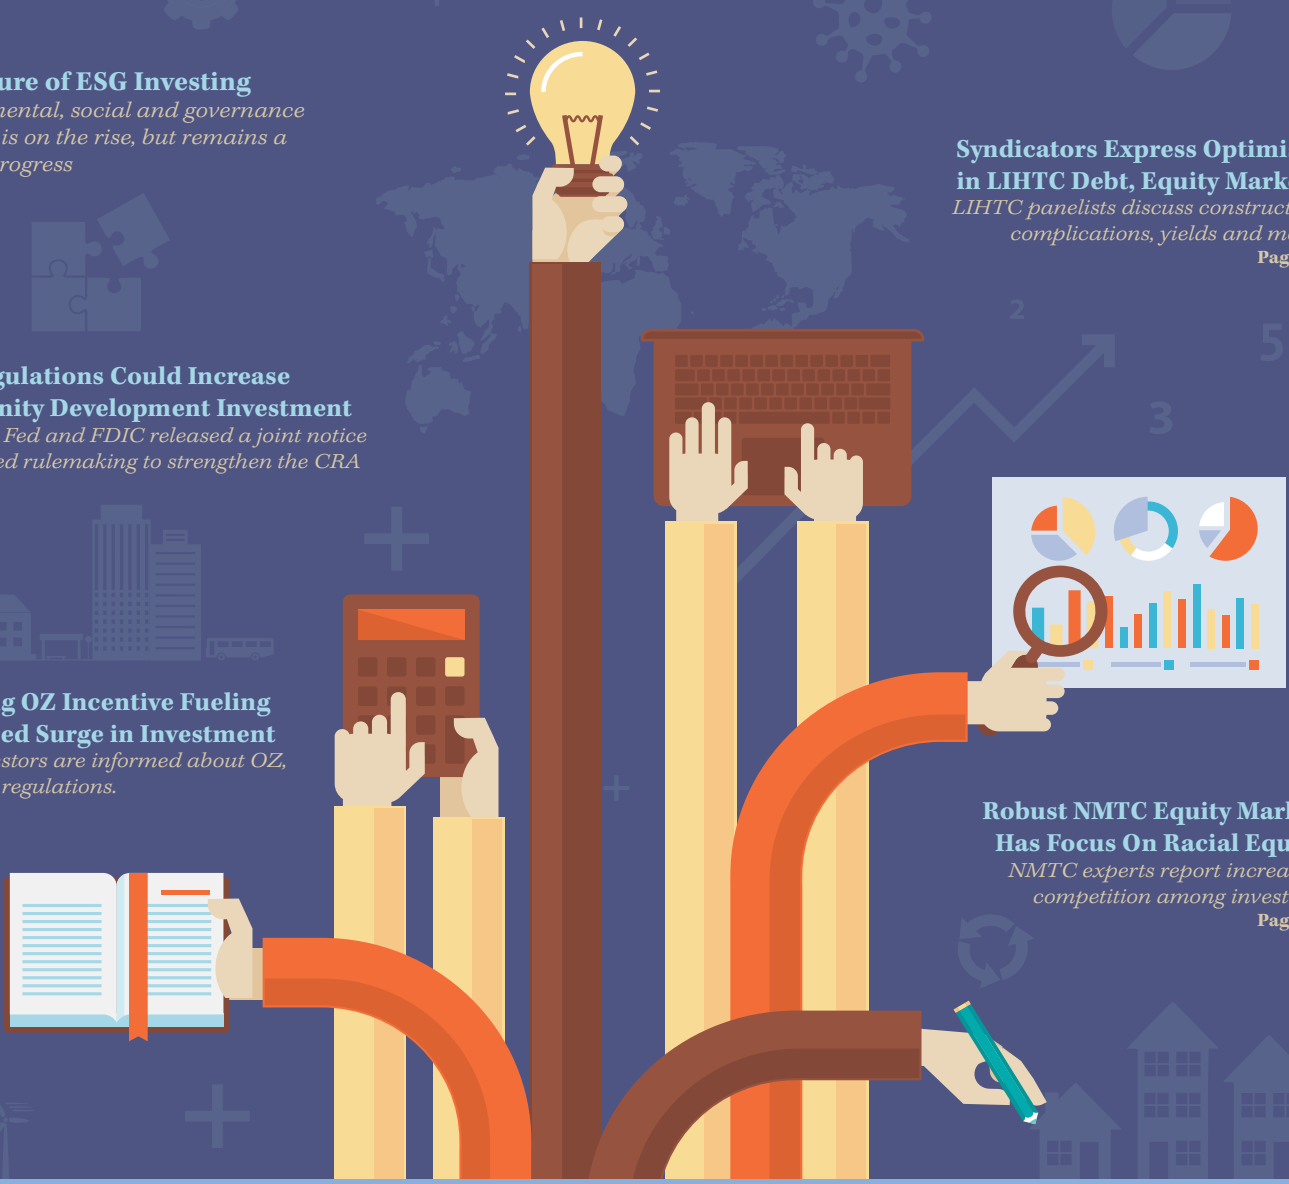 ure of ESG Investing
mental, social and governance
is on the rise, but remains a
rogress
Syndicators Express Optimi
in LIHTC Debt, Equity Mark
LIHTC panelists discuss construct
complications, yields and m
Pag
2
5
3
gulations Could Increase
nity Development Investment
Fed and FDIC released a joint notice
ed rulemaking to strengthen the CRA
g OZ Incentive Fueling
ed Surge in Investment
stors are informed about OZ,
regulations.
Robust NMTC Equity Mar
Has Focus On Racial Equ
NMTC experts report increa
competition among invest
Pag